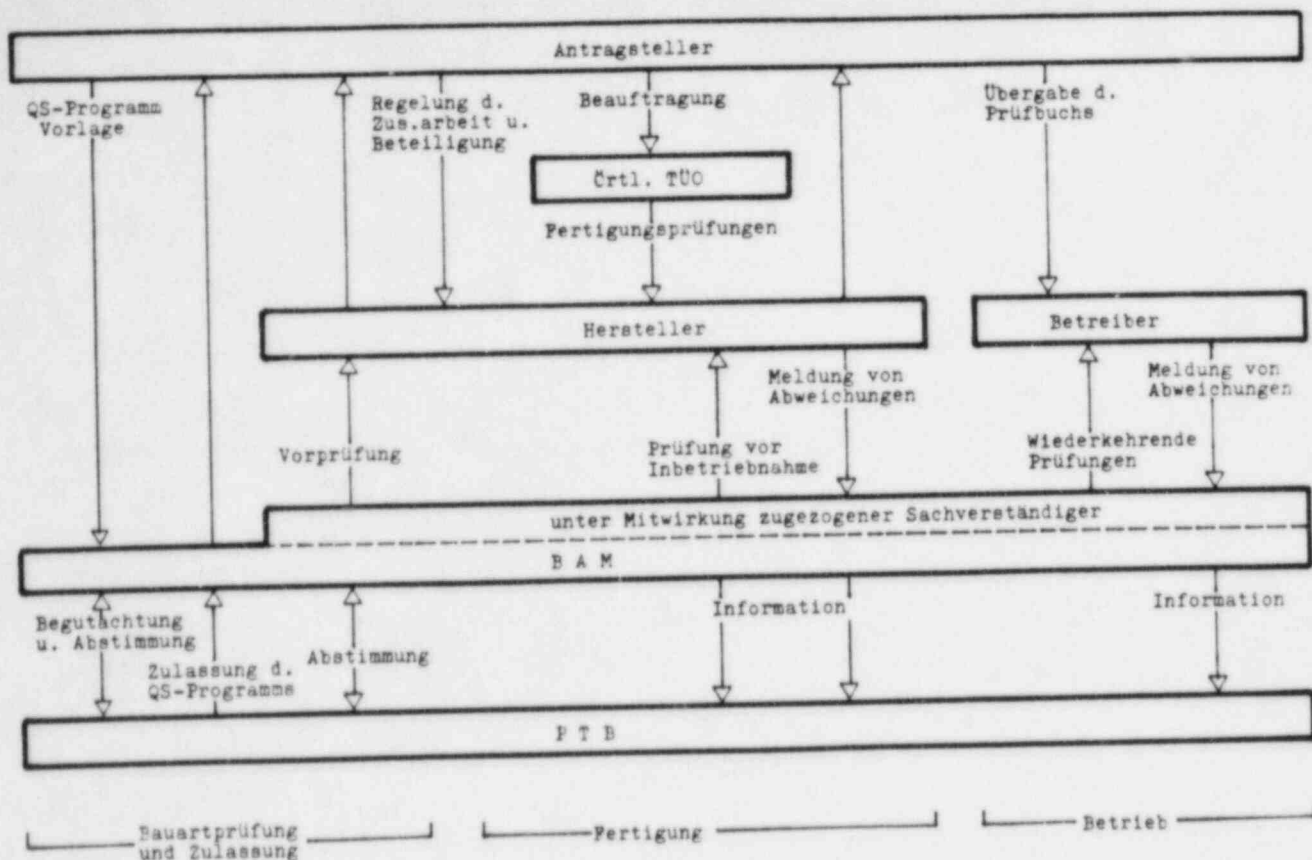 Antragsteller
QS-Programm
Vorlage
Regelung d.
Zus.arbeit u.
Beteiligung
Beauftragung
Übergabe d.
Prüfbuchs
Örtl. TÜO
Fertigungsprüfungen
Hersteller
Betreiber
Meldung von
Abweichungen
Meldung von
Abweichungen
Vorprüfung
Prüfung vor
Inbetriebnahme
Wiederkehrende
Prüfungen
unter Mitwirkung zugezogener Sachverständiger
B A M
Begutachtung
u. Abstimmung
Zulassung d.
QS-Programms
Abstimmung
Information
Information
P T B
Bauartprüfung
und Zulassung
Fertigung
Betrieb